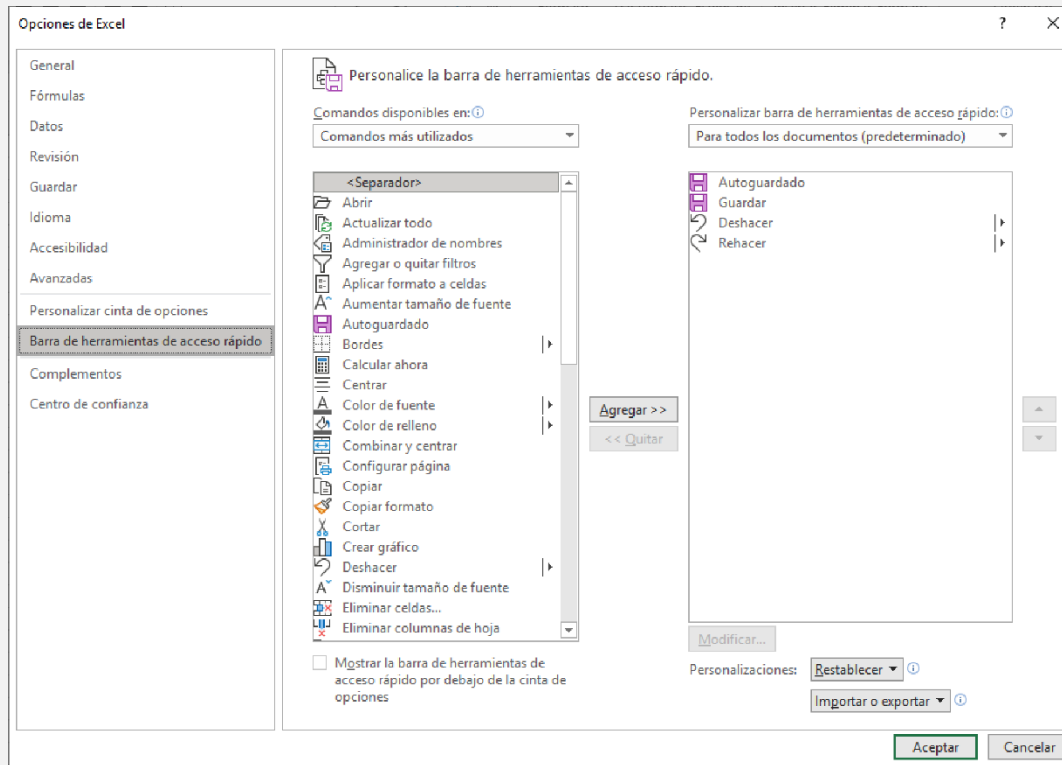 Opciones de Excel
General
Fórmulas
Datos
Revisión
Guardar
Idioma
Accesibilidad
Avanzadas
Personalizar cinta de opciones
Barra de herramientas de acceso rápido
Complementos
Centro de confianza
Personalice la barra de herramientas de acceso rápido.
Comandos disponibles en:
Comandos más utilizados
<Separador>
Abrir
Actualizar todo
Administrador de nombres
Agregar o quitar filtros
Aplicar formato a celdas
Aumentar tamaño de fuente
Autoguardado
Bordes
Calcular ahora
Centrar
Color de fuente
Color de relleno
Combinar y centrar
Configurar página
Copiar
Copiar formato
Cortar
Crear gráfico
Deshacer
Disminuir tamaño de fuente
Eliminar celdas...
Eliminar columnas de hoja
Mostrar la barra de herramientas de
acceso rápido por debajo de la cinta de
opciones
Agregar >>
<< Quitar
Personalizar barra de herramientas de acceso rápido:
Para todos los documentos (predeterminado)
Autoguardado
Guardar
Deshacer
Rehacer
Modificar...
Personalizaciones:
Restablecer
Importar o exportar
Aceptar
Cancelar